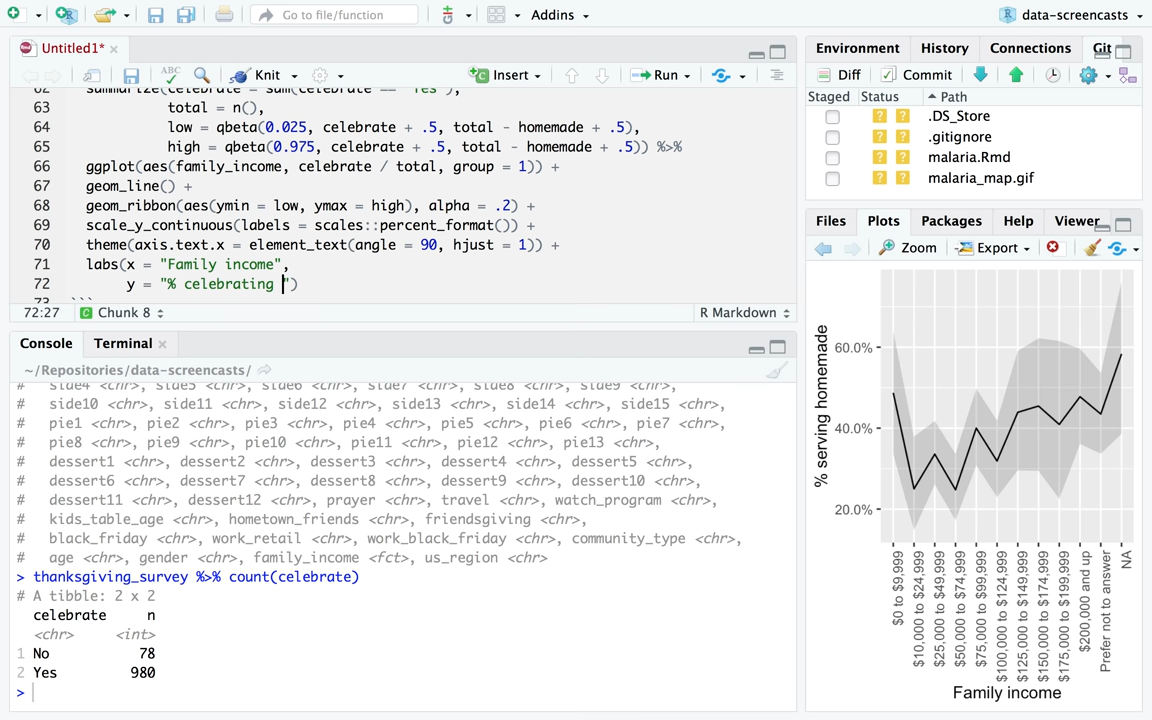 Go to file/function
Addins
data-screencasts
Untitled1*
ABC
Knit
Insert
Run
62 summarize(celebrate = sum(celebrate == "Yes"),
63 total = n(),
64 low = qbeta(0.025, celebrate + .5, total - homemade + .5),
65 high = qbeta(0.975, celebrate + .5, total - homemade + .5)) %>%
66 ggplot(aes(family_income, celebrate / total, group = 1)) +
67 geom_line() +
68 geom_ribbon(aes(ymin = low, ymax = high), alpha = .2) +
69 scale_y_continuous(labels = scales::percent_format()) +
70 theme(axis.text.x = element_text(angle = 90, hjust = 1)) +
71 labs(x = "Family income",
72 y = "% celebrating ")
73 ```
72:27 Chunk 8 R Markdown
Console Terminal
~/Repositories/data-screencasts/
# side4 <chr>, side5 <chr>, side6 <chr>, side7 <chr>, side8 <chr>, side9 <chr>,
# side10 <chr>, side11 <chr>, side12 <chr>, side13 <chr>, side14 <chr>, side15 <chr>,
# pie1 <chr>, pie2 <chr>, pie3 <chr>, pie4 <chr>, pie5 <chr>, pie6 <chr>, pie7 <chr>,
# pie8 <chr>, pie9 <chr>, pie10 <chr>, pie11 <chr>, pie12 <chr>, pie13 <chr>,
# dessert1 <chr>, dessert2 <chr>, dessert3 <chr>, dessert4 <chr>, dessert5 <chr>,
# dessert6 <chr>, dessert7 <chr>, dessert8 <chr>, dessert9 <chr>, dessert10 <chr>,
# dessert11 <chr>, dessert12 <chr>, prayer <chr>, travel <chr>, watch_program <chr>,
# kids_table_age <chr>, hometown_friends <chr>, friendsgiving <chr>,
# black_friday <chr>, work_retail <chr>, work_black_friday <chr>, community_type <chr>,
# age <chr>, gender <chr>, family_income <fct>, us_region <chr>
> thanksgiving_survey %>% count(celebrate)
# A tibble: 2 x 2
celebrate n
<chr> <int>
1 No 78
2 Yes 980
>
Environment History Connections Git
Diff Commit
Staged Status Path
? ? .DS_Store
? ? .gitignore
? ? malaria.Rmd
? ? malaria_map.gif
Files Plots Packages Help Viewer
Zoom Export
% serving homemade
60.0%
40.0%
20.0%
$0 to $9,999
$10,000 to $24,999
$25,000 to $49,999
$50,000 to $74,999
$75,000 to $99,999
$100,000 to $124,999
$125,000 to $149,999
$150,000 to $174,999
$175,000 to $199,999
$200,000 and up
Prefer not to answer
NA
Family income